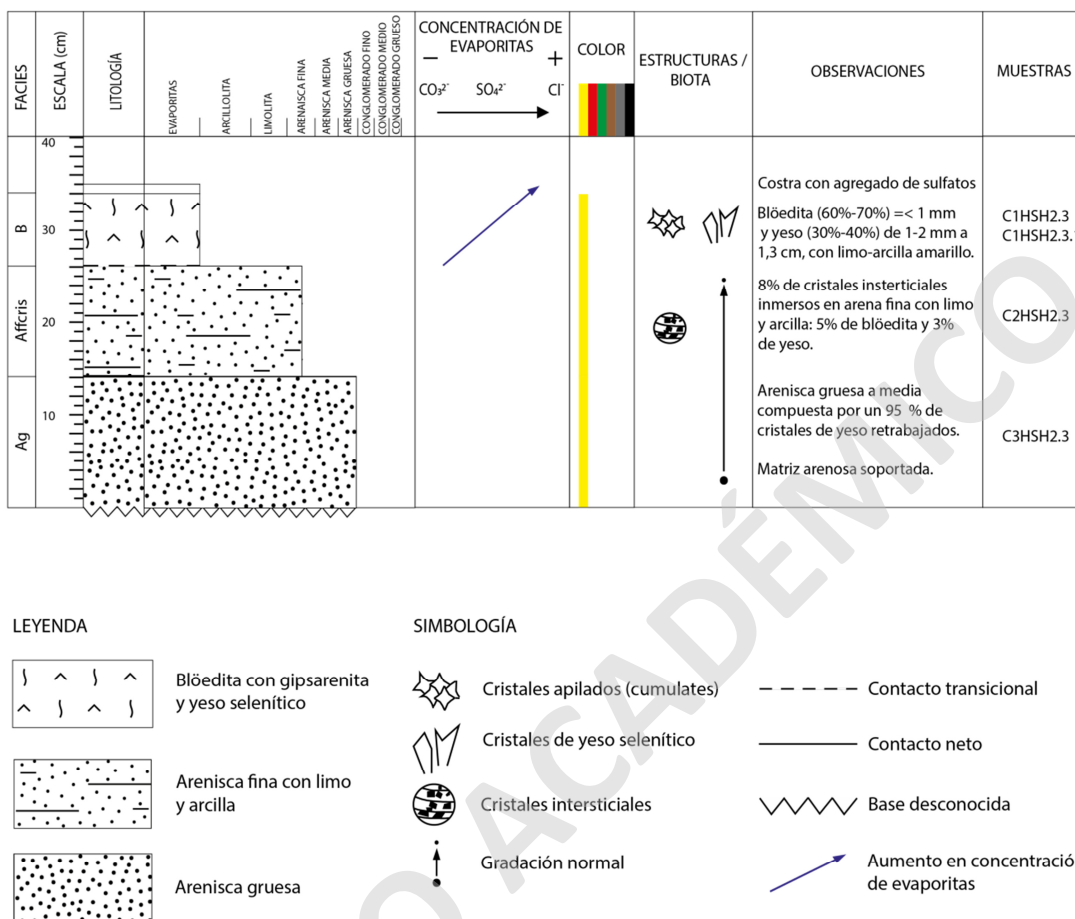 FACIES
ESCALA (cm)
LITOLOGÍA
EVAPORITAS
ARCILLOLITA
LIMOLITA
ARENAISCA FINA
ARENISCA MEDIA
ARENISCA GRUESA
CONGLOMERADO FINO
CONGLOMERADO MEDIO
CONGLOMERADO GRUESO
CONCENTRACIÓN DE
EVAPORITAS
− +
CO₃²⁻ SO₄²⁻ Cl⁻
COLOR
ESTRUCTURAS /
BIOTA
OBSERVACIONES
MUESTRAS
40
30
20
10
B
Affcris
Ag
Costra con agregado de sulfatos
Blöedita (60%-70%) =< 1 mm
y yeso (30%-40%) de 1-2 mm a
1,3 cm, con limo-arcilla amarillo.
C1HSH2.3
C1HSH2.3.1
8% de cristales insterticiales
inmersos en arena fina con limo
y arcilla: 5% de blöedita y 3%
de yeso.
C2HSH2.3
Arenisca gruesa a media
compuesta por un 95 % de
cristales de yeso retrabajados.
Matriz arenosa soportada.
C3HSH2.3
LEYENDA
Blöedita con gipsarenita
y yeso selenítico
Arenisca fina con limo
y arcilla
Arenisca gruesa
SIMBOLOGÍA
Cristales apilados (cumulates)
Cristales de yeso selenítico
Cristales intersticiales
Gradación normal
Contacto transicional
Contacto neto
Base desconocida
Aumento en concentració
de evaporitas
O ACADÉMICO